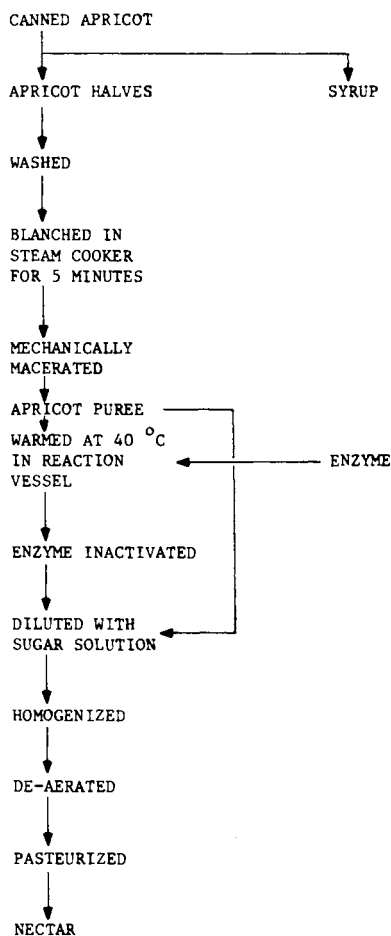 CANNED APRICOT
APRICOT HALVES
SYRUP
WASHED
BLANCHED IN
STEAM COOKER
FOR 5 MINUTES
MECHANICALLY
MACERATED
APRICOT PUREE
WARMED AT 40 °C
IN REACTION
VESSEL
ENZYME
ENZYME INACTIVATED
DILUTED WITH
SUGAR SOLUTION
HOMOGENIZED
DE-AERATED
PASTEURIZED
NECTAR